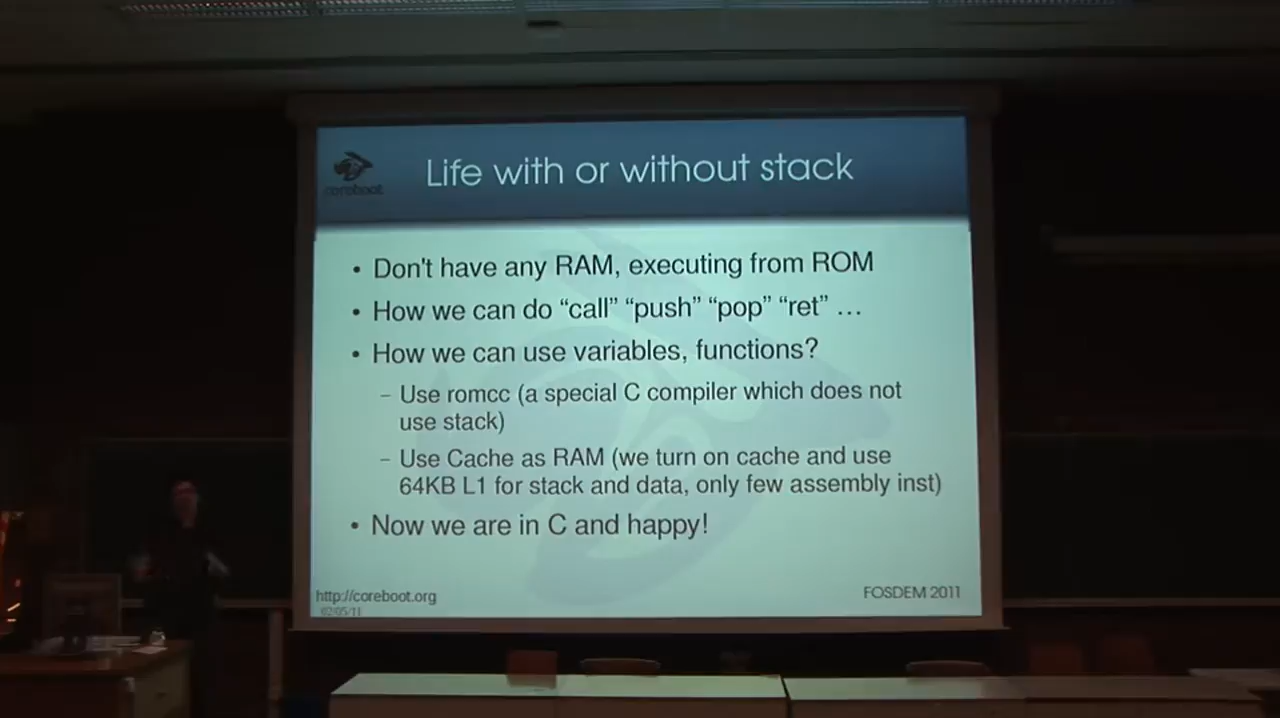 coreboot
Life with or without stack
• Don't have any RAM, executing from ROM
• How we can do “call” “push” “pop” “ret” …
• How we can use variables, functions?
– Use romcc (a special C compiler which does not
use stack)
– Use Cache as RAM (we turn on cache and use
64KB L1 for stack and data, only few assembly inst)
• Now we are in C and happy!
http://coreboot.org
FOSDEM 2011
02/05/11